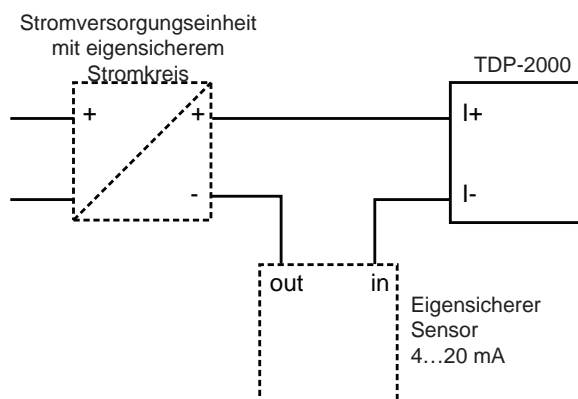 Stromversorgungseinheit
mit eigensicherem
Stromkreis
TDP-2000
+
+
I+
-
I-
out
in
Eigensicherer
Sensor
4…20 mA